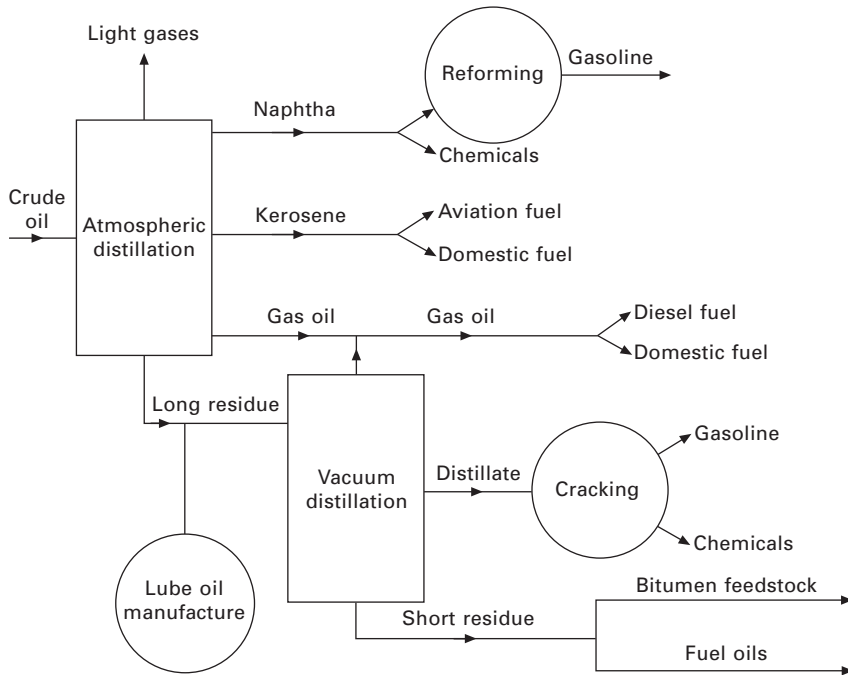 Light gases
Reforming
Gasoline
Naphtha
Chemicals
Crude
oil
Atmospheric
distillation
Kerosene
Aviation fuel
Domestic fuel
Gas oil
Gas oil
Diesel fuel
Domestic fuel
Long residue
Vacuum
distillation
Distillate
Cracking
Gasoline
Chemicals
Lube oil
manufacture
Short residue
Bitumen feedstock
Fuel oils